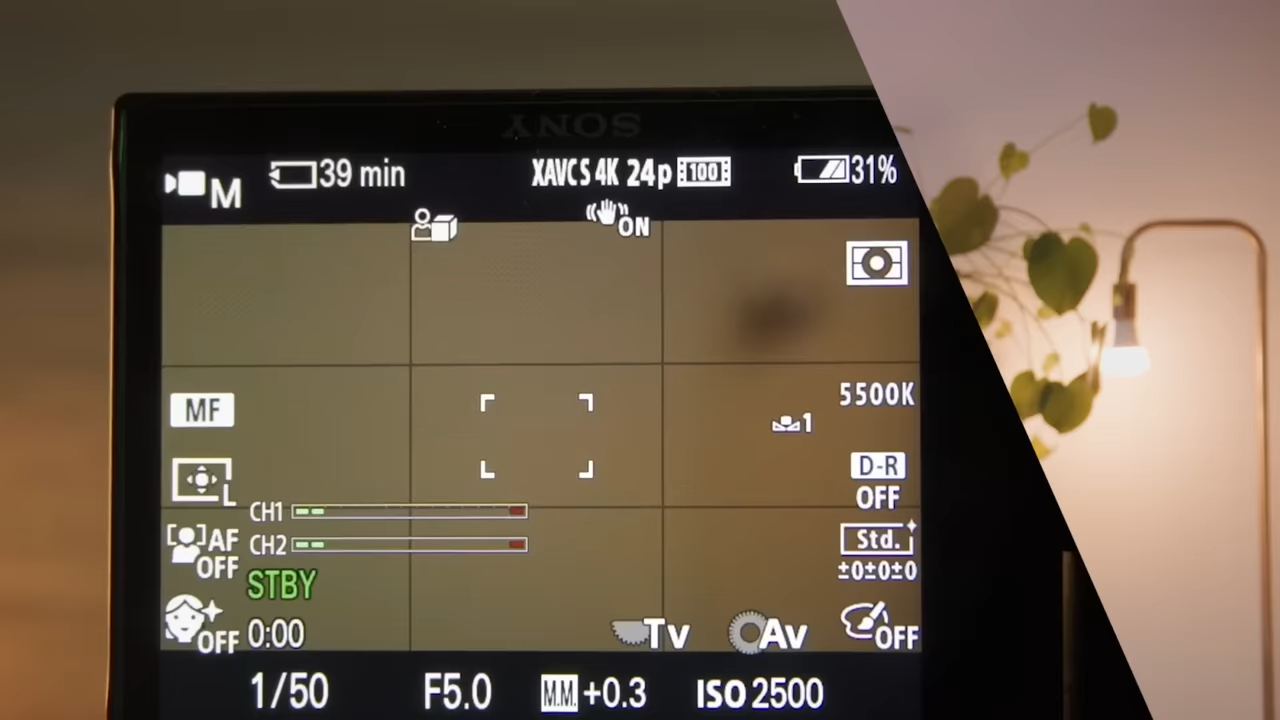 SONY
M 39 min XAVC S 4K 24p 100 31%
ON
MF
5500K
1
L
D-R
OFF
CH1
AF
Std.
CH2
OFF
±0±0±0
STBY
OFF 0:00 Tv Av OFF
1/50 F5.0 M.M. +0.3 ISO 2500